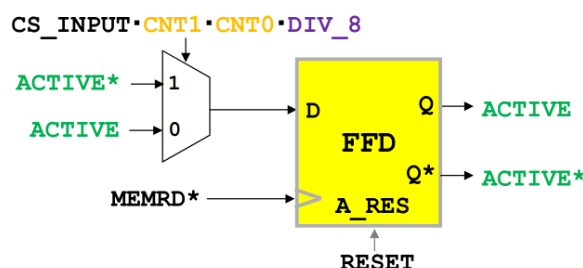 CS_INPUT·CNT1·CNT0·DIV_8
ACTIVE* 1
ACTIVE 0
D Q ACTIVE
FFD
Q* ACTIVE*
MEMRD*
A_RES
RESET